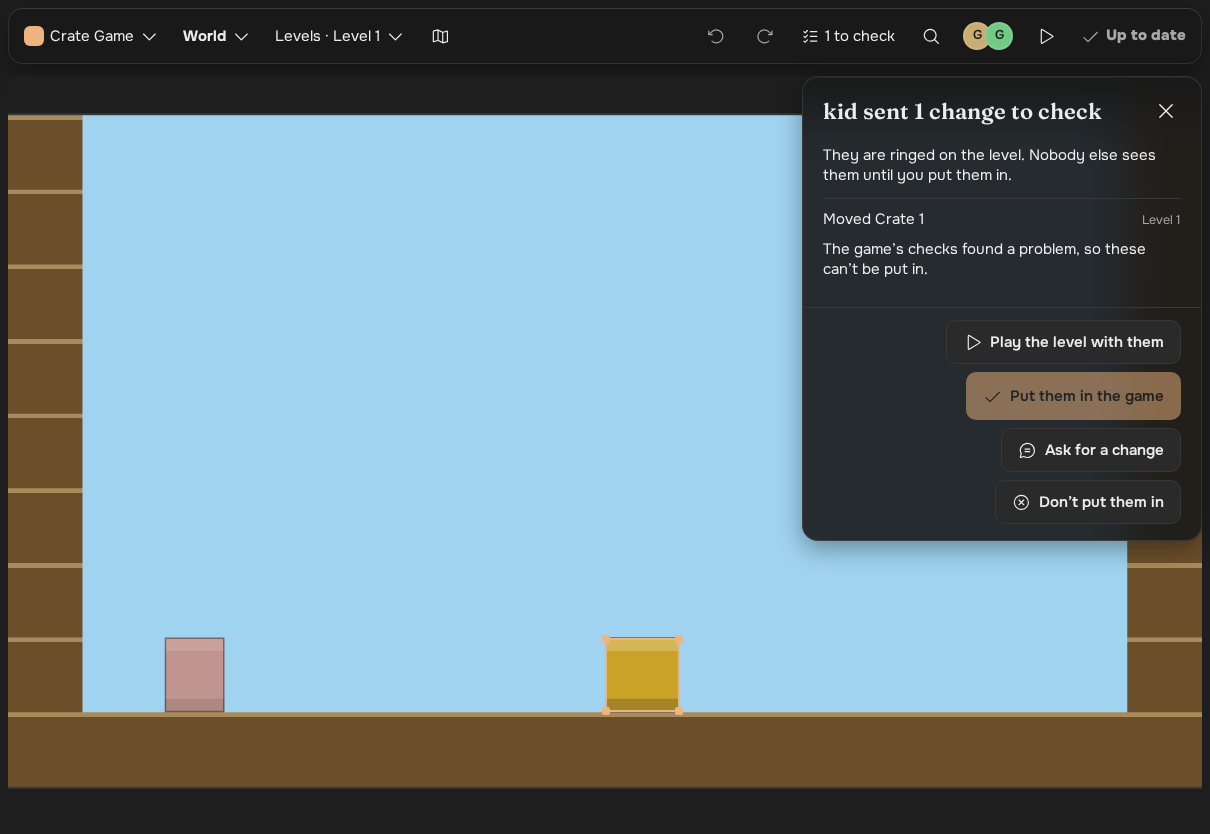 Crate Game
World
Levels · Level 1
1 to check
G
G
Up to date
kid sent 1 change to check
They are ringed on the level. Nobody else sees
them until you put them in.
Moved Crate 1
Level 1
The game’s checks found a problem, so these
can’t be put in.
Play the level with them
Put them in the game
Ask for a change
Don’t put them in